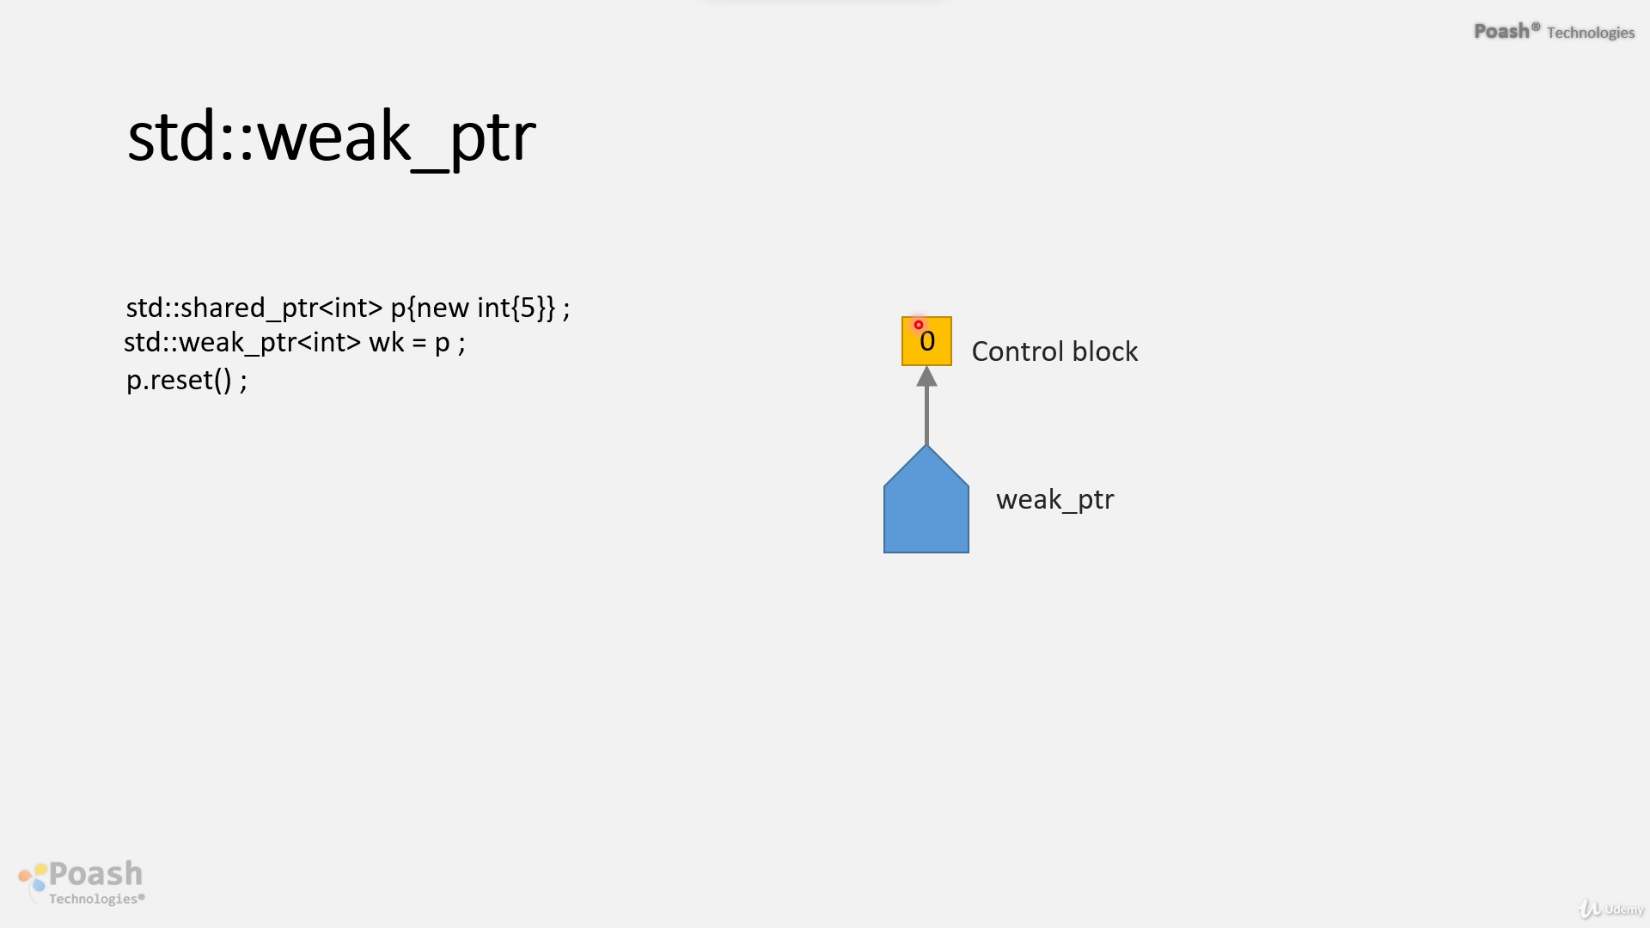 Poash® Technologies
std::weak_ptr
std::shared_ptr<int> p{new int{5}} ;
std::weak_ptr<int> wk = p ;
p.reset() ;
0
Control block
weak_ptr
Poash
Technologies®
Udemy